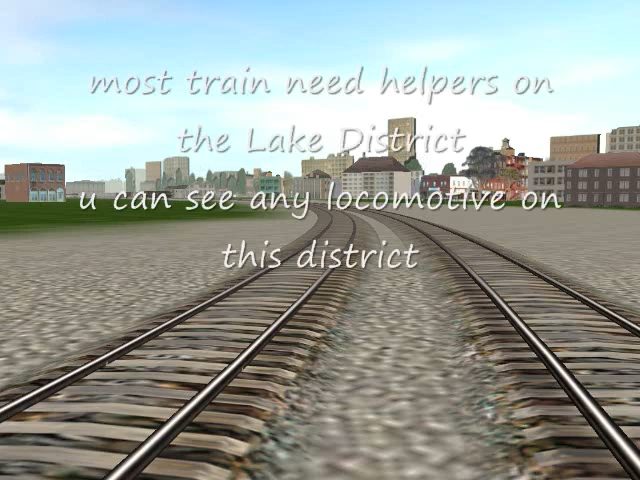 most train need helpers on
the Lake District
u can see any locomotive on
this district